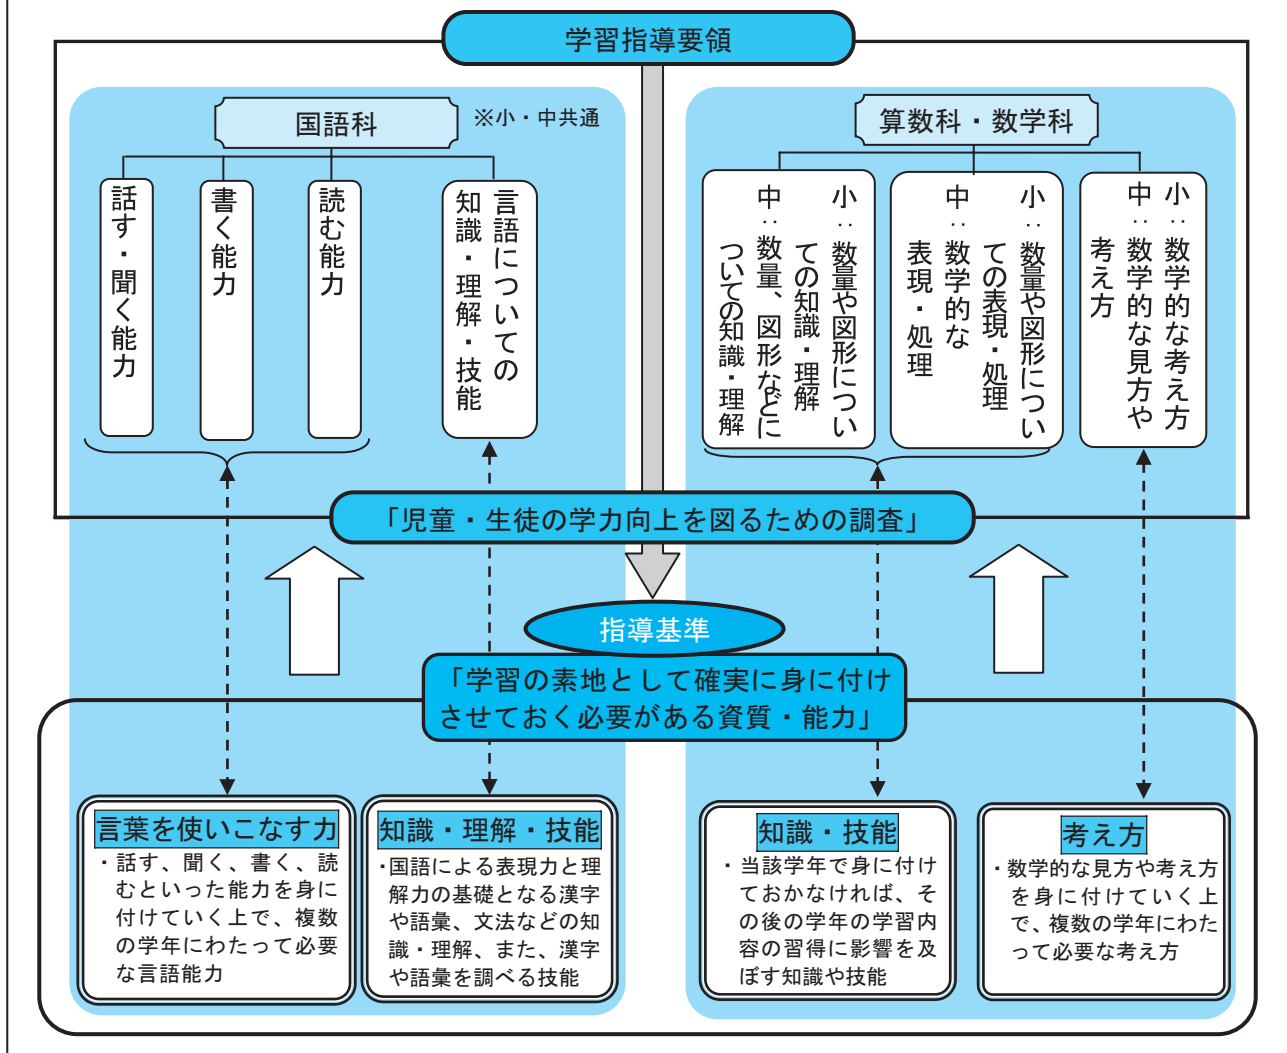 学習指導要領
国語科
※小・中共通
話す・聞く能力
書く能力
読む能力
言語についての
知識・理解・技能
算数科・数学科
小：数量や図形につい
ての知識・理解
中：数量、図形などに
ついての知識・理解
小：数量や図形につい
ての表現・処理
中：数学的な
表現・処理
小：数学的な考え方
中：数学的な見方や
考え方
「児童・生徒の学力向上を図るための調査」
指導基準
「学習の素地として確実に身に付け
させておく必要がある資質・能力」
言葉を使いこなす力
・話す、聞く、書く、読
むといった能力を身に
付けていく上で、複数
の学年にわたって必要
な言語能力
知識・理解・技能
・国語による表現力と理
解力の基礎となる漢字
や語彙、文法などの知
識・理解、また、漢字
や語彙を調べる技能
知識・技能
・当該学年で身に付け
ておかなければ、そ
の後の学年の学習内
容の習得に影響を及
ぼす知識や技能
考え方
・数学的な見方や考え方
を身に付けていく上
で、複数の学年にわた
って必要な考え方